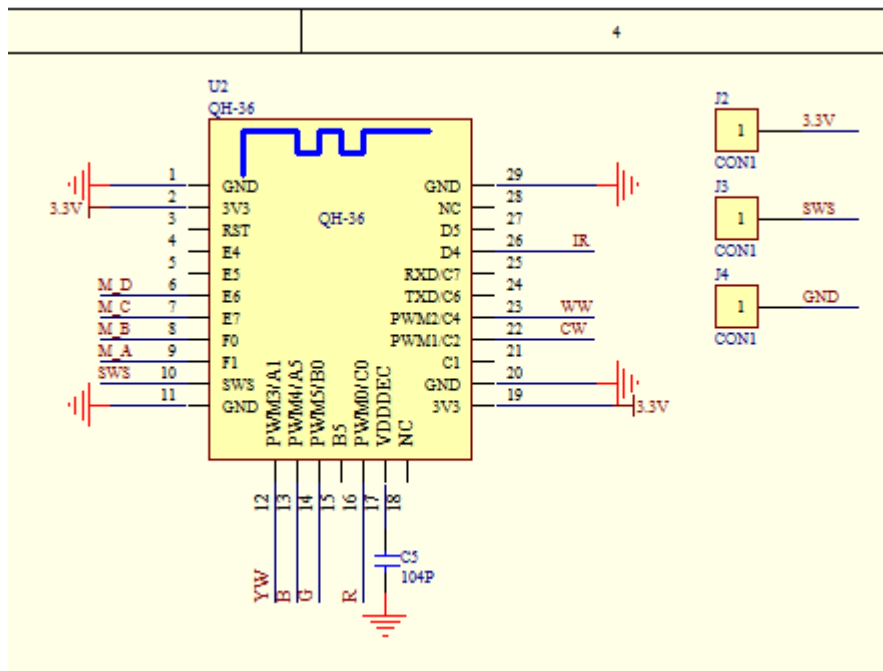 4
U2
QH-36
QH-36
1 GND
3.3V 2 3V3
3 RST
4 E4
5 E5
M_D 6 E6
M_C 7 E7
M_B 8 F0
M_A 9 F1
SWS 10 SWS
11 GND
GND 29
NC 28
D5 27
D4 26 IR
RXD/C7 25
TXD/C6 24
PWM2/C4 23 WW
PWM1/C2 22 CW
C1 21
GND 20
3V3 19 3.3V
PWM3/A1 12 YW
PWM4/A5 13 B
PWM5/B0 14 G
B5 15
PWM0/C0 16 R
VDDDEC 17
NC 18
C5
104P
J2
1 3.3V
CON1
J3
1 SWS
CON1
J4
1 GND
CON1